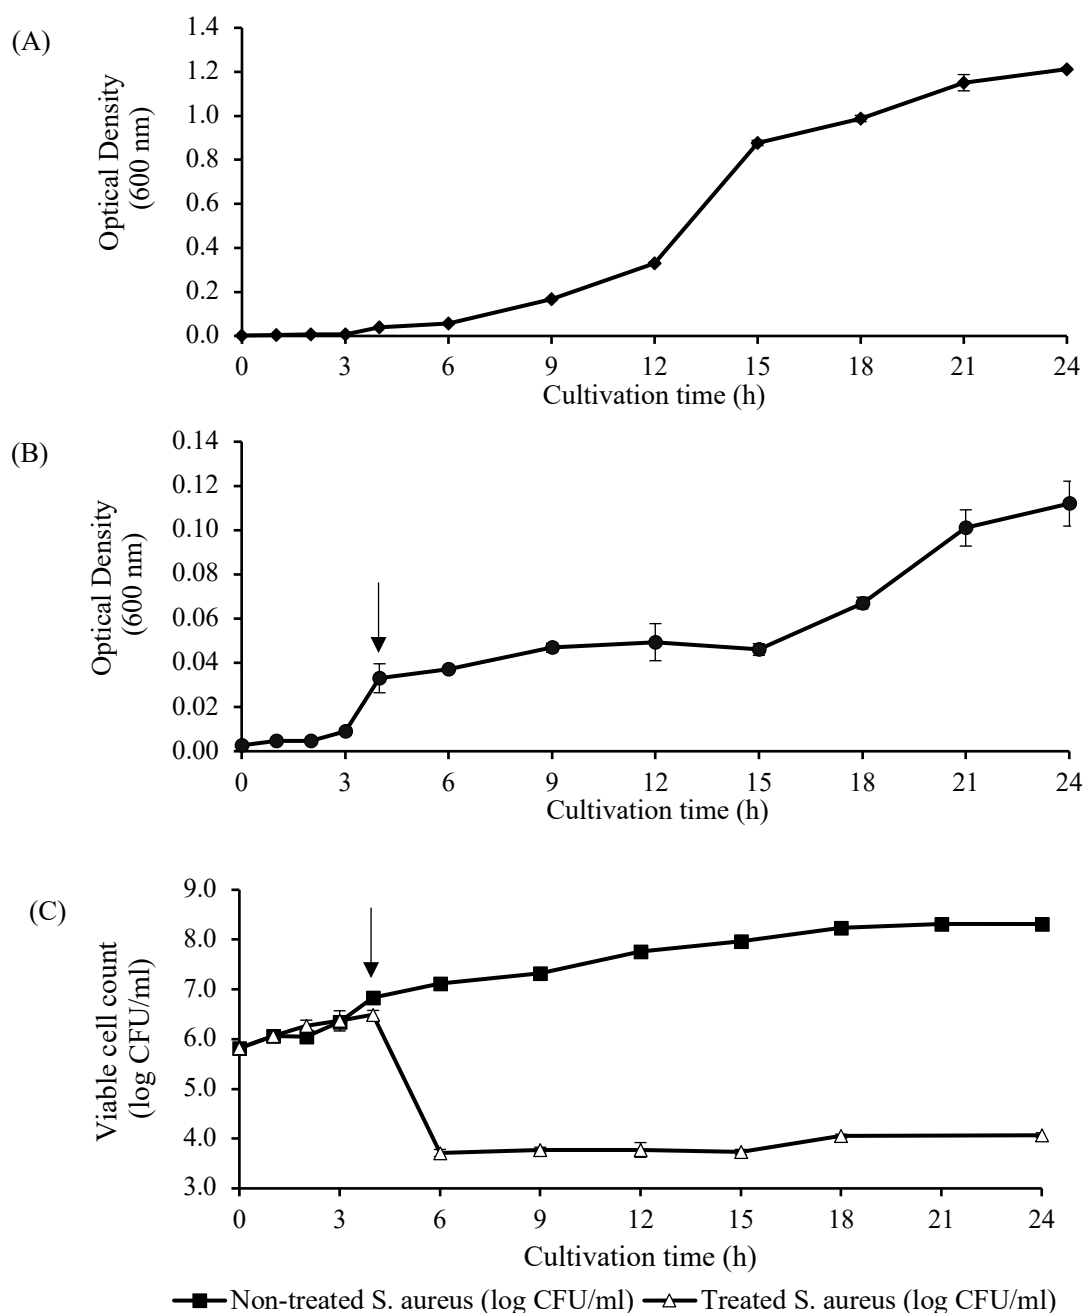 (A)
Optical Density
(600 nm)
1.4
1.2
1.0
0.8
0.6
0.4
0.2
0.0
0 3 6 9 12 15 18 21 24
Cultivation time (h)
(B)
Optical Density
(600 nm)
0.14
0.12
0.10
0.08
0.06
0.04
0.02
0.00
0 3 6 9 12 15 18 21 24
Cultivation time (h)
(C)
Viable cell count
(log CFU/ml)
9.0
8.0
7.0
6.0
5.0
4.0
3.0
0 3 6 9 12 15 18 21 24
Cultivation time (h)
Non-treated S. aureus (log CFU/ml) Treated S. aureus (log CFU/ml)